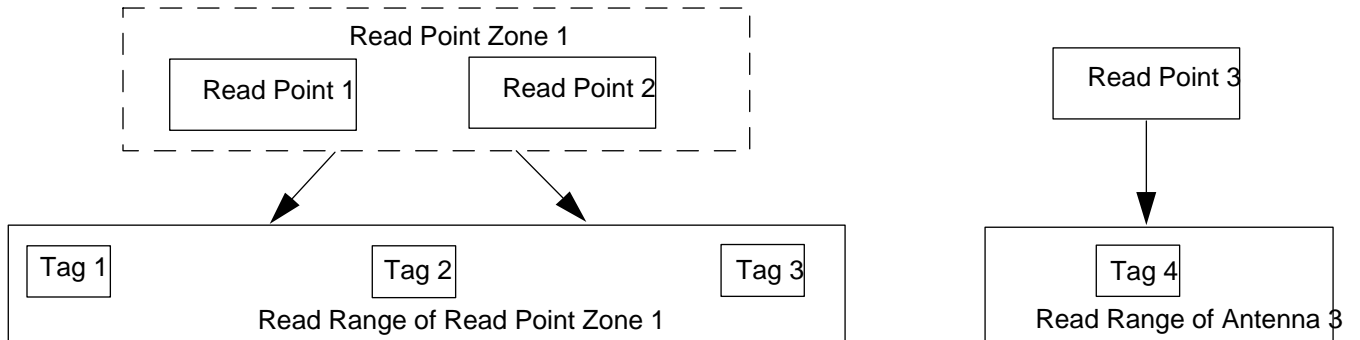 Read Point Zone 1
Read Point 1
Read Point 2
Read Point 3
Tag 1
Tag 2
Tag 3
Read Range of Read Point Zone 1
Tag 4
Read Range of Antenna 3